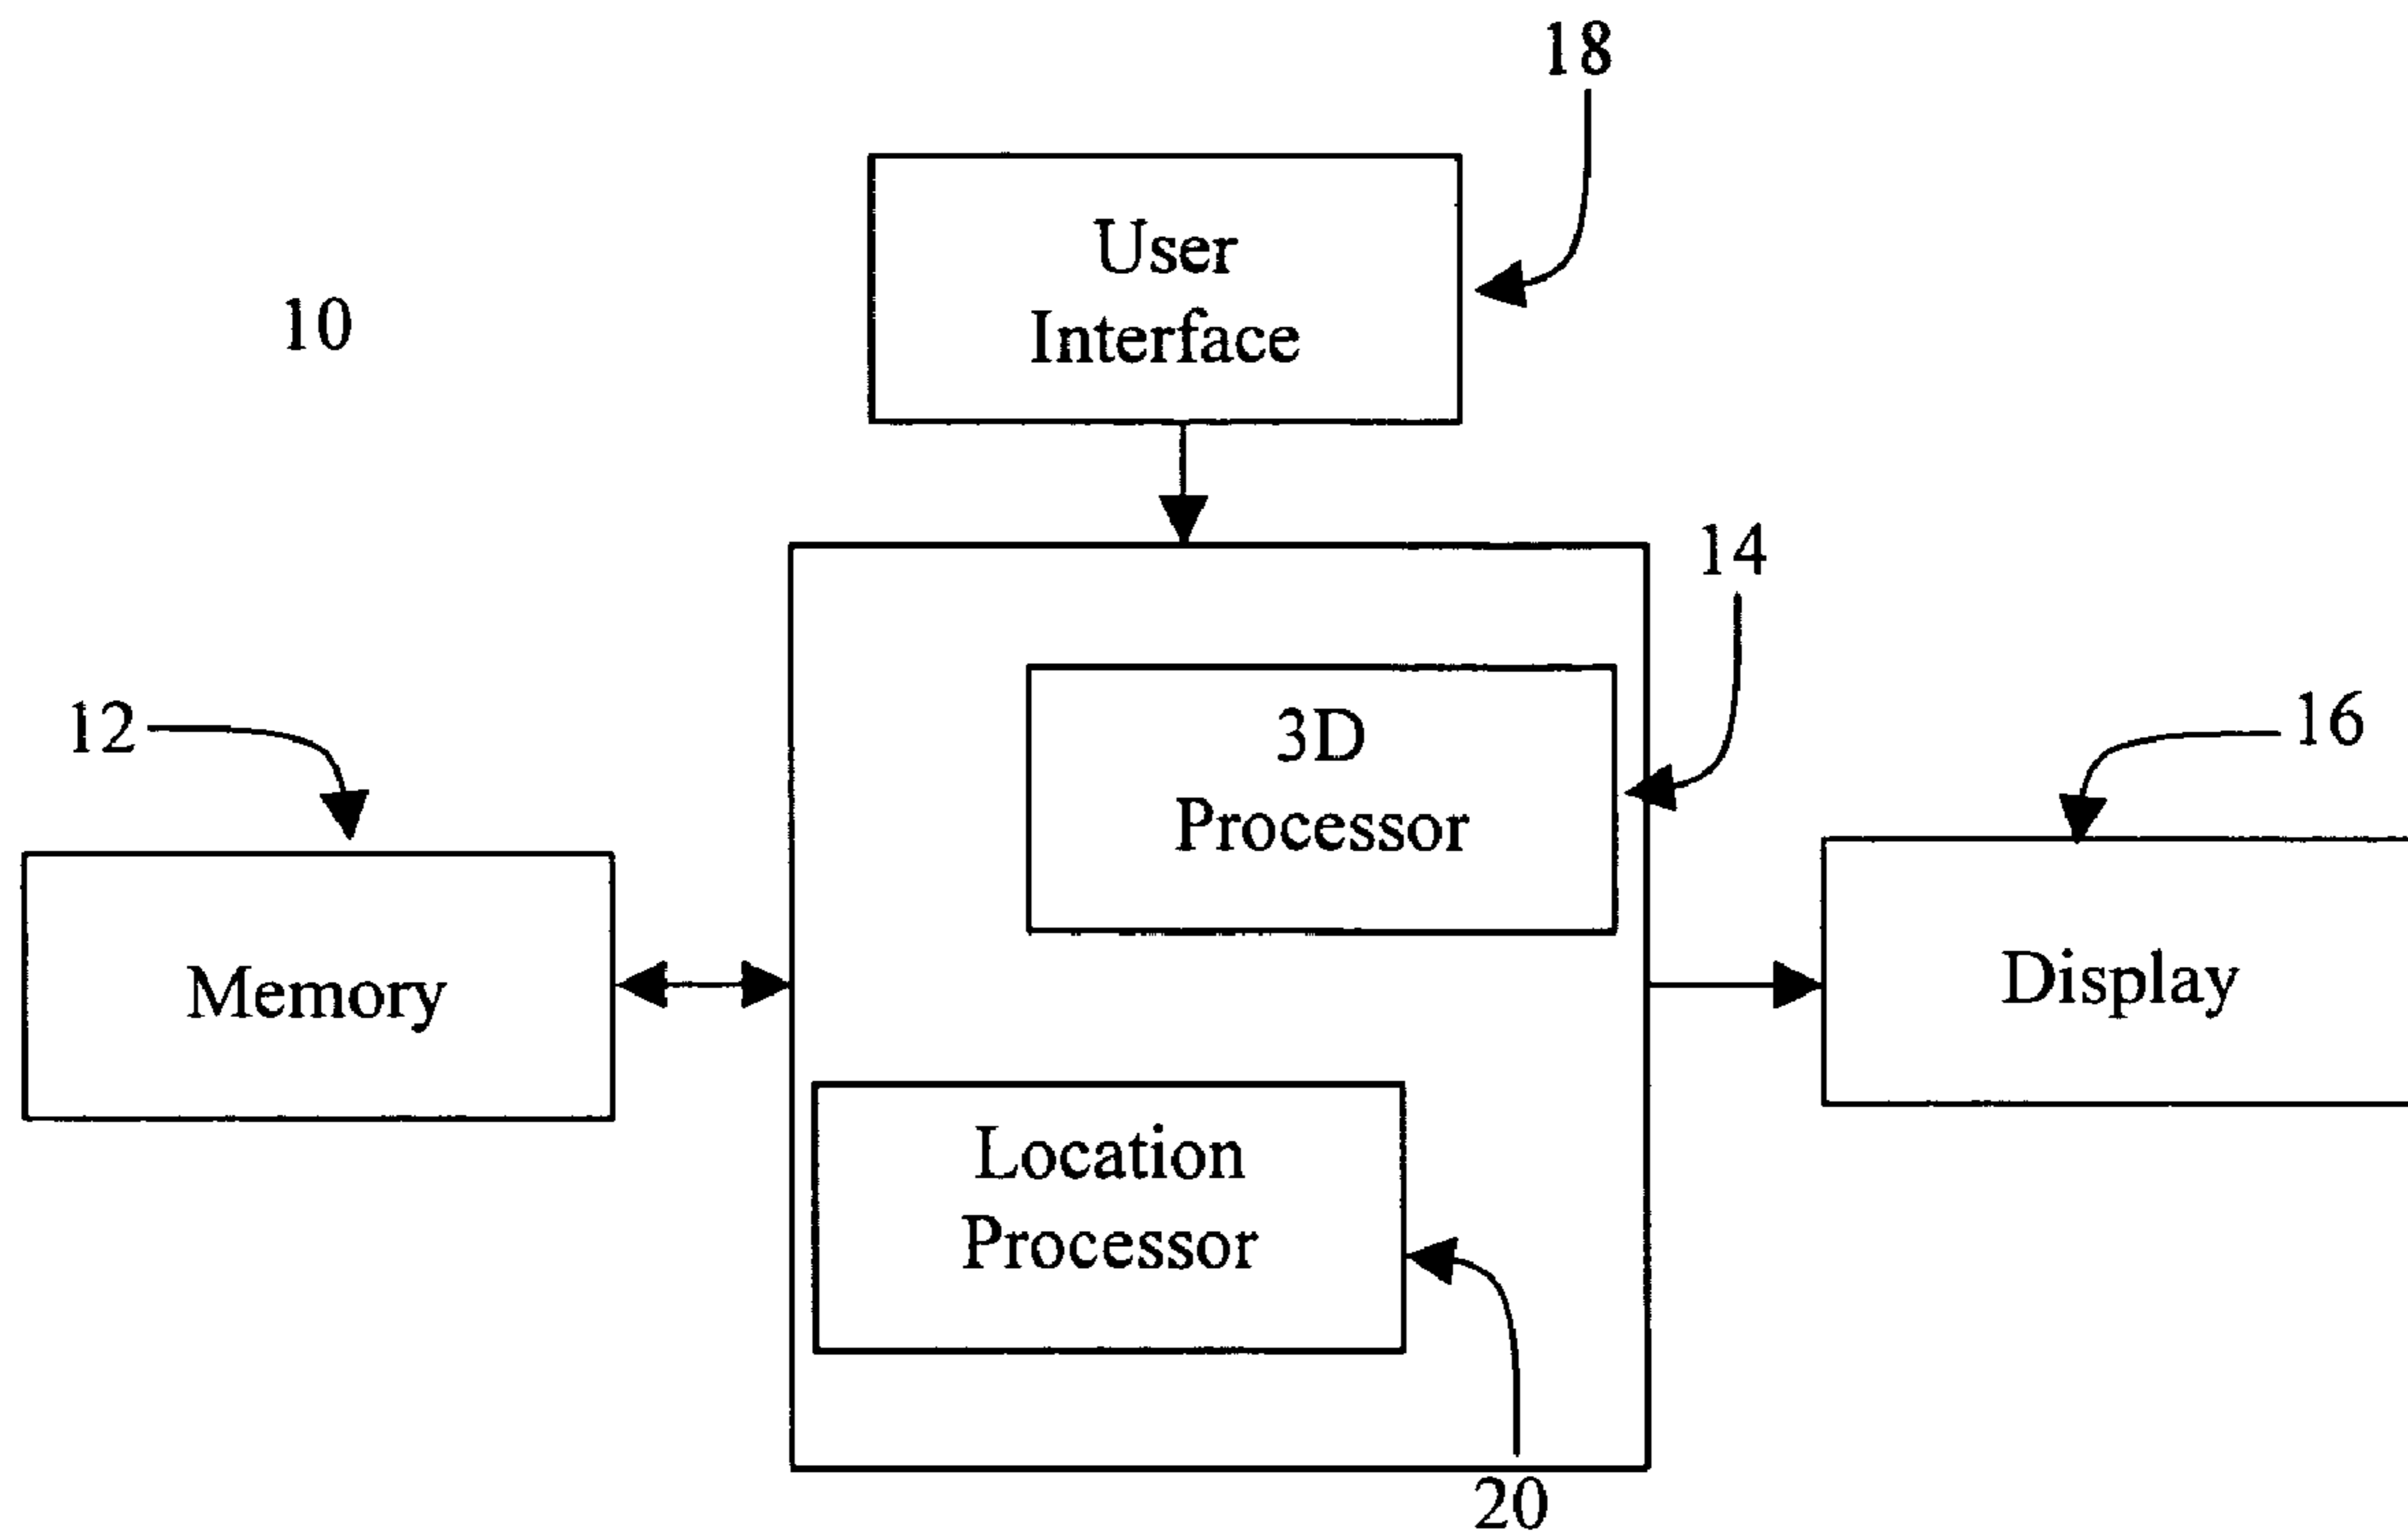 18
User
Interface
10
14
3D
Processor
12
16
Memory
Display
Location
Processor
20